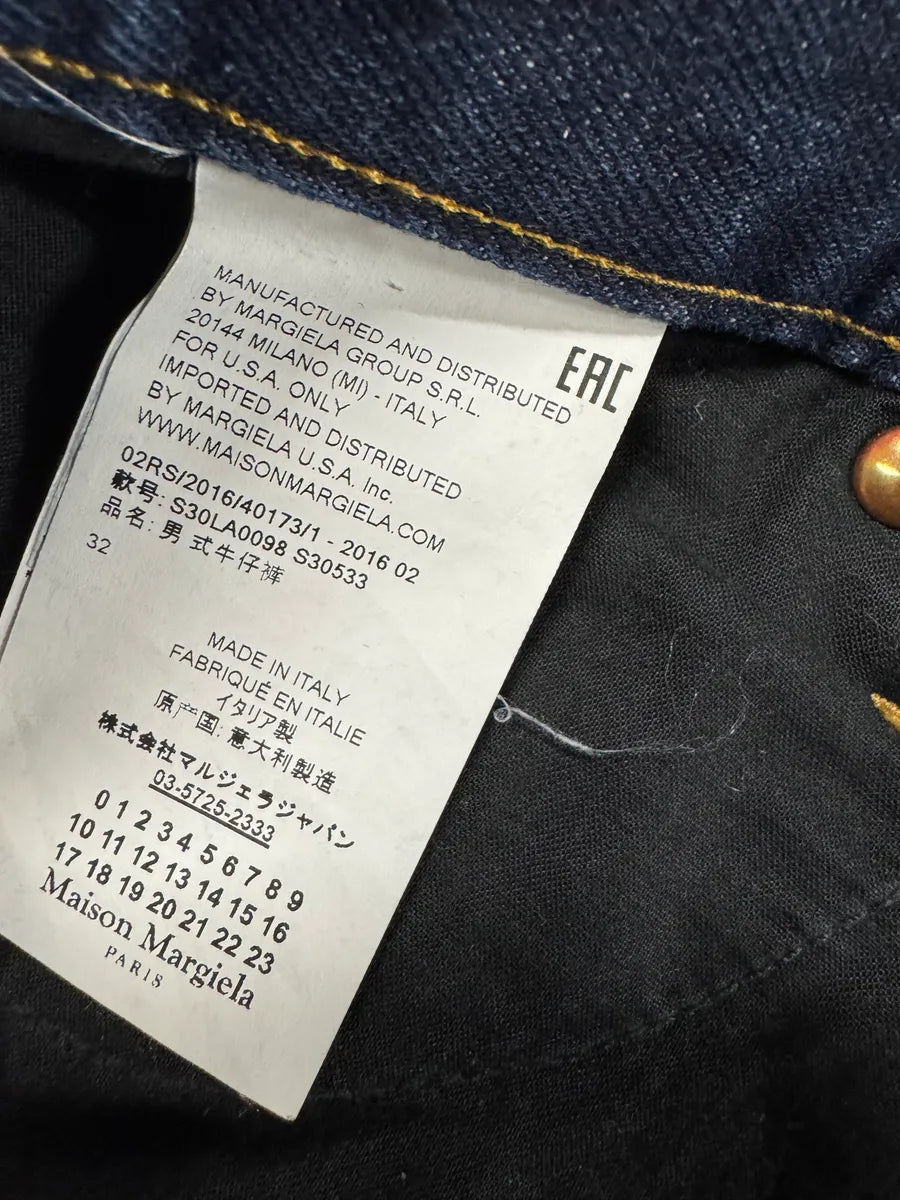 EAC
MANUFACTURED AND DISTRIBUTED
BY MARGIELA GROUP S.R.L.
20144 MILANO (MI) - ITALY
FOR U.S.A. ONLY
IMPORTED AND DISTRIBUTED
BY MARGIELA U.S.A. Inc.
WWW.MAISONMARGIELA.COM
02RS/2016/40173/1 - 2016 02
款号: S30LA0098 S30533
品名: 男 式牛仔裤
32
MADE IN ITALY
FABRIQUÉ EN ITALIE
イタリア製
原产国: 意大利製造
株式会社マルジェラジャパン
03-5725-2333
0 1 2 3 4 5 6 7 8 9
10 11 12 13 14 15 16
17 18 19 20 21 22 23
Maison Margiela
PARIS